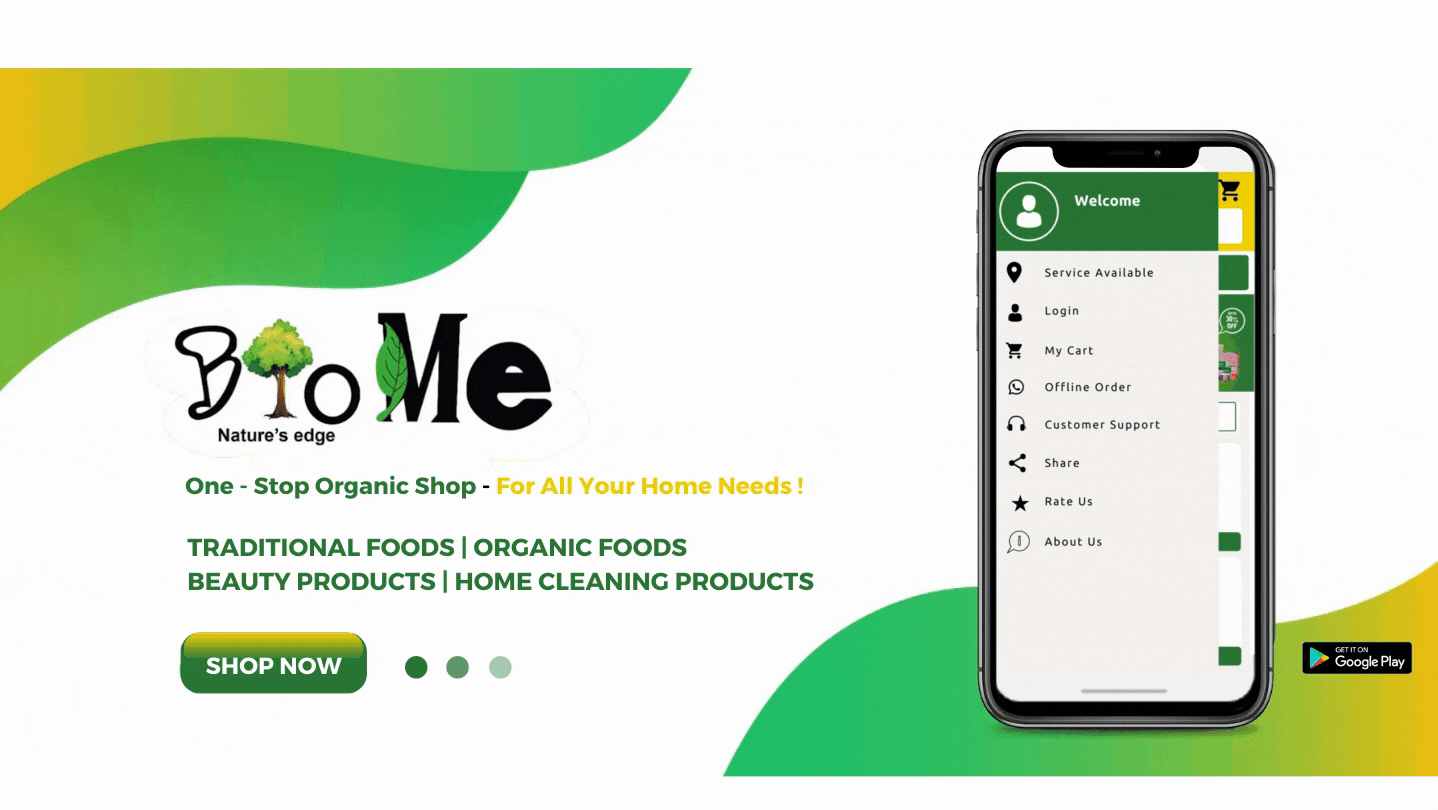 BioMe
Nature's edge
One - Stop Organic Shop - For All Your Home Needs !
TRADITIONAL FOODS | ORGANIC FOODS
BEAUTY PRODUCTS | HOME CLEANING PRODUCTS
SHOP NOW
Welcome
Service Available
Login
My Cart
Offline Order
Customer Support
Share
Rate Us
About Us
30%
OFF
GET IT ON
Google Play